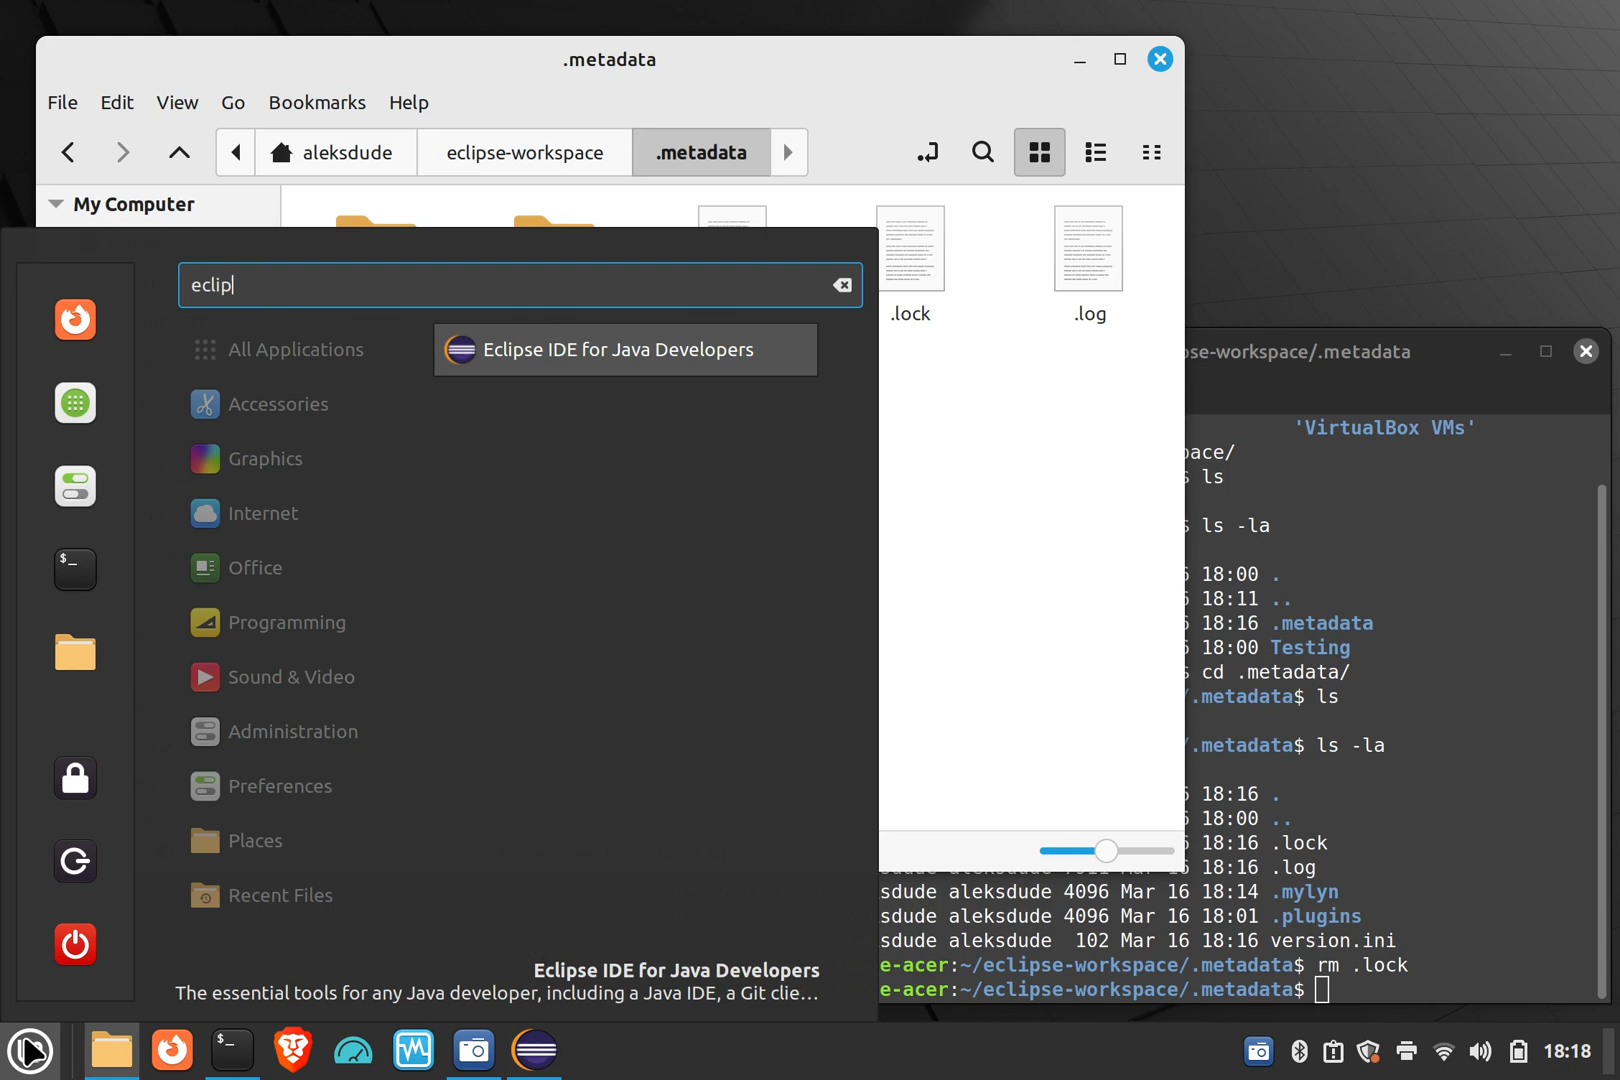 .metadata
File Edit View Go Bookmarks Help
aleksdude eclipse-workspace .metadata
My Computer
.lock
.log
eclip
All Applications
Accessories
Graphics
Internet
Office
Programming
Sound & Video
Administration
Preferences
Places
Recent Files
Eclipse IDE for Java Developers
Eclipse IDE for Java Developers
The essential tools for any Java developer, including a Java IDE, a Git clie...
pse-workspace/.metadata
'VirtualBox VMs'
pace/
$ ls
$ ls -la
18:00 .
18:11 ..
18:16 .metadata
18:00 Testing
$ cd .metadata/
/.metadata$ ls
/.metadata$ ls -la
18:16 .
18:00 ..
18:16 .lock
18:16 .log
sdude aleksdude 4096 Mar 16 18:14 .mylyn
sdude aleksdude 4096 Mar 16 18:01 .plugins
sdude aleksdude 102 Mar 16 18:16 version.ini
e-acer:~/eclipse-workspace/.metadata$ rm .lock
e-acer:~/eclipse-workspace/.metadata$
18:18